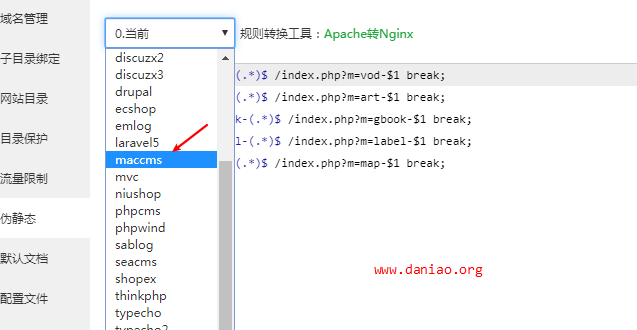 域名管理
子目录绑定
网站目录
目录保护
流量限制
伪静态
默认文档
配置文件
0.当前
规则转换工具：Apache转Nginx
discuzx2
discuzx3
drupal
ecshop
emlog
laravel5
maccms
mvc
niushop
phpcms
phpwind
sablog
seacms
shopex
thinkphp
typecho
typecho2
(.*)$ /index.php?m=vod-$1 break;
(.*)$ /index.php?m=art-$1 break;
k-(.*)$ /index.php?m=gbook-$1 break;
l-(.*)$ /index.php?m=label-$1 break;
(.*)$ /index.php?m=map-$1 break;
www.daniao.org